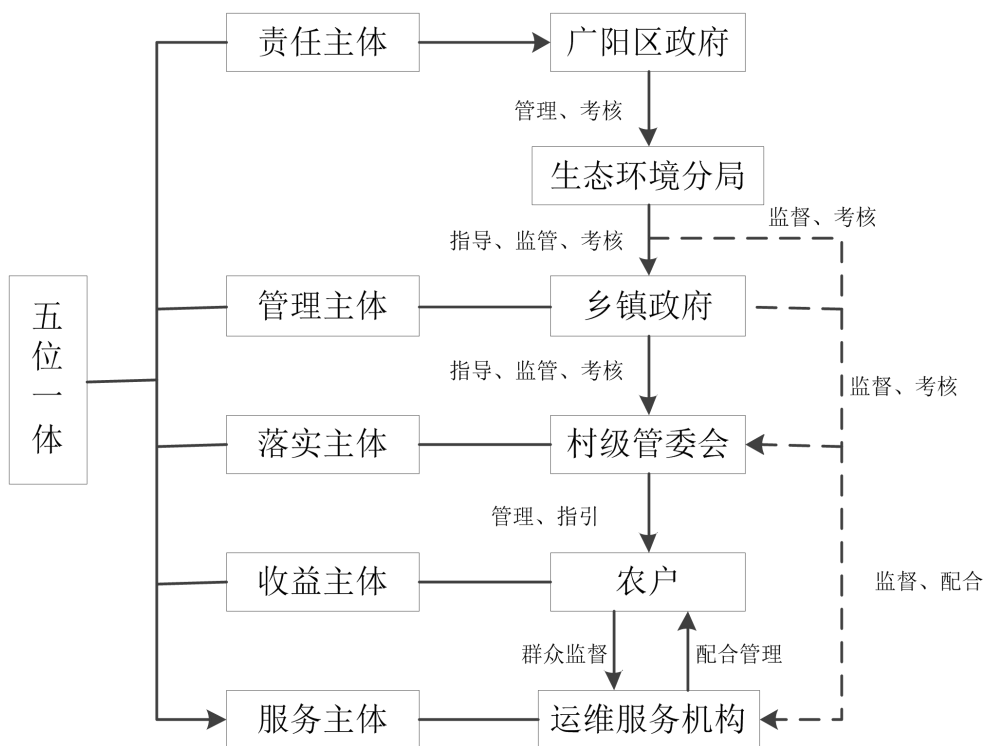 责任主体
广阳区政府
管理、考核
生态环境分局
监督、考核
指导、监管、考核
五位一体
管理主体
乡镇政府
指导、监管、考核
监督、考核
落实主体
村级管委会
管理、指引
收益主体
农户
监督、配合
群众监督
配合管理
服务主体
运维服务机构